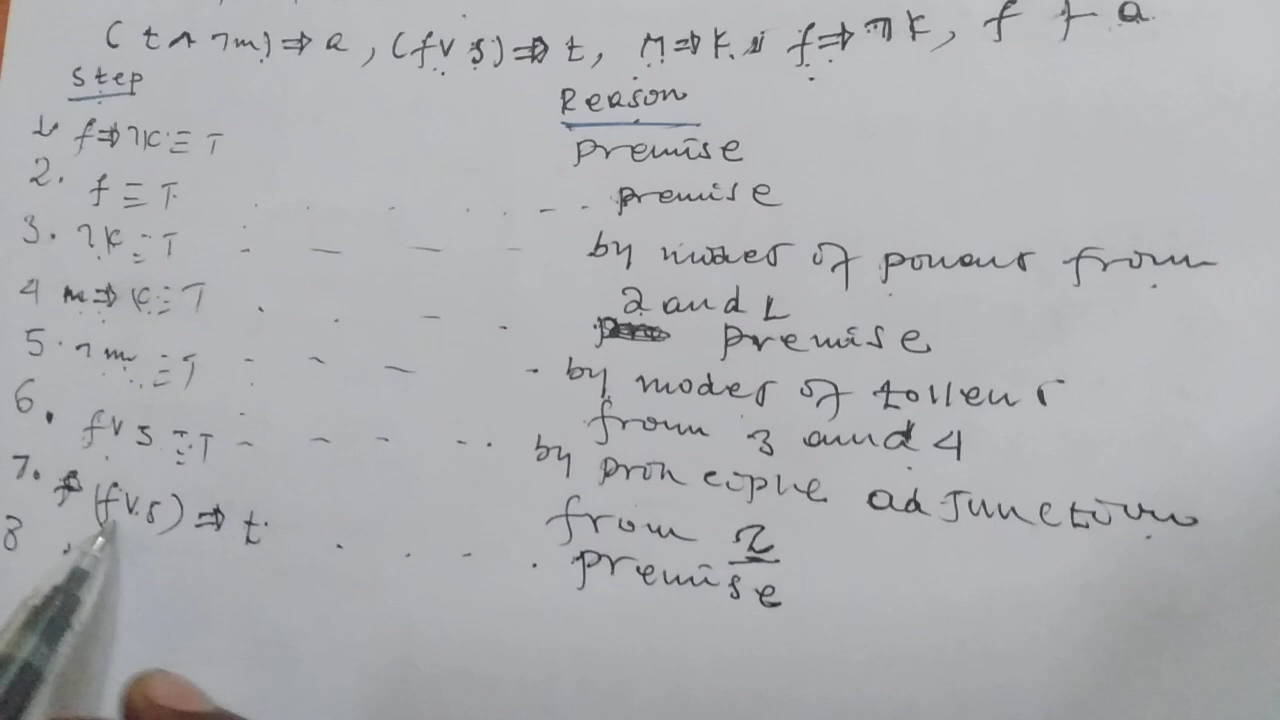 (t ∧ ¬m) ⇒ a, (f ∨ s) ⇒ t, M ⇒ K, f ⇒ ¬K, f ⊢ a
Step Reason
1. f ⇒ ¬K ≡ T premise
2. f ≡ T premise
3. ¬K ≡ T by modes of ponous from
2 and 1
4 m ⇒ K ≡ T premise
5. ¬m ≡ T by modes of tollens
from 3 and 4
6. f ∨ s ≡ T by principle adjunction
from 2
7. (f ∨ s) ⇒ t premise
8